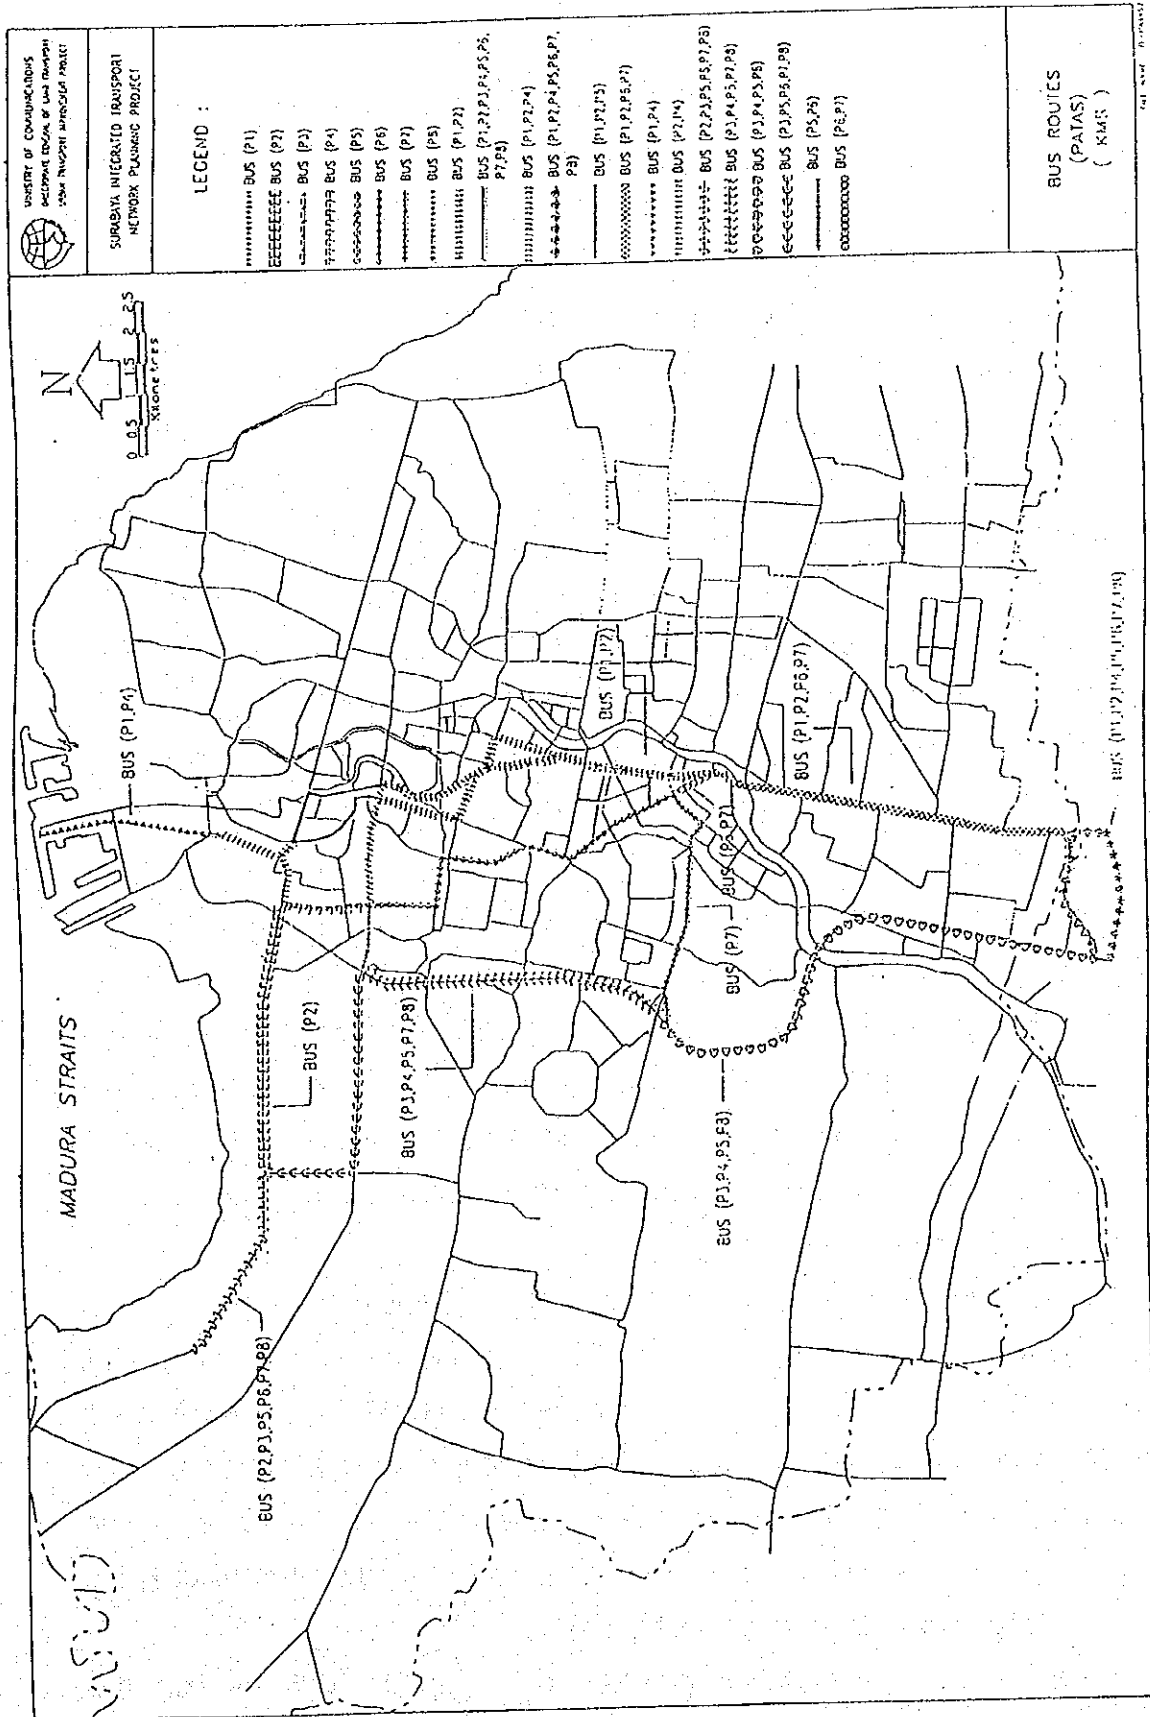 MINISTRY OF COMMUNICATIONS
SURABAYA INTEGRATED TRANSPORT
NETWORK PLANNING PROJECT
LEGEND :
BUS (P1)
BUS (P2)
BUS (P3)
BUS (P4)
BUS (P5)
BUS (P6)
BUS (P7)
BUS (P8)
BUS (P1,P2)
BUS (P1,P2,P3,P4,P5,P6,
P7,P8)
BUS (P1,P2,P4)
BUS (P1,P2,P4,P5,P6,P7,
P8)
BUS (P1,P2,P5)
BUS (P1,P2,P6,P7)
BUS (P1,P4)
BUS (P2,P4)
BUS (P2,P3,P5,P6,P7,P8)
BUS (P3,P4,P5,P7,P8)
BUS (P3,P4,P5,P8)
BUS (P3,P5,P6,P7,P8)
BUS (P5,P6)
BUS (P6,P7)
BUS ROUTES
(PATAS)
( KMS )
N
0 0.5 1 1.5 2 2.5
Kilometres
MADURA STRAITS
BUS (P1,P4)
BUS (P2)
BUS (P3,P4,P5,P7,P8)
BUS (P2,P3,P5,P6,P7,P8)
BUS (P3,P4,P5,P8)
BUS (P7)
BUS (P1,P2,P6,P7)